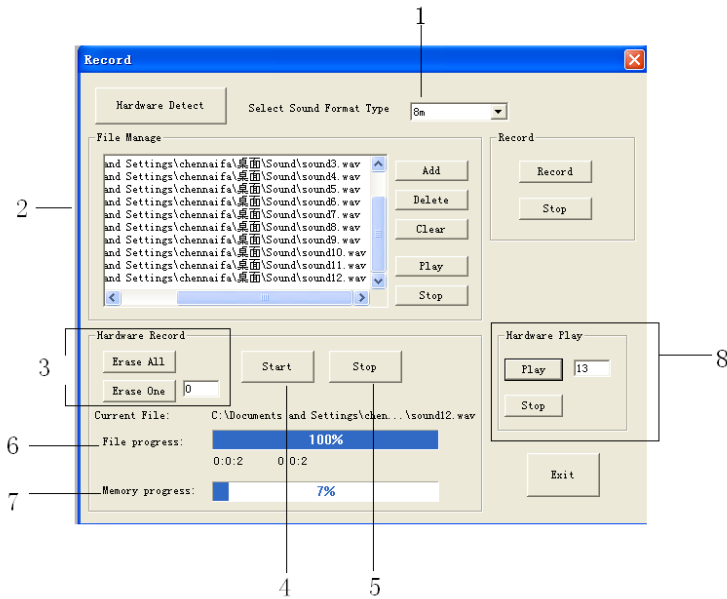 1
Record
Hardware Detect
Select Sound Format Type
8m
File Manage
and Settings\chennaifa\桌面\Sound\sound3.wav
and Settings\chennaifa\桌面\Sound\sound4.wav
and Settings\chennaifa\桌面\Sound\sound5.wav
and Settings\chennaifa\桌面\Sound\sound6.wav
and Settings\chennaifa\桌面\Sound\sound7.wav
and Settings\chennaifa\桌面\Sound\sound8.wav
and Settings\chennaifa\桌面\Sound\sound9.wav
and Settings\chennaifa\桌面\Sound\sound10.wav
and Settings\chennaifa\桌面\Sound\sound11.wav
and Settings\chennaifa\桌面\Sound\sound12.wav
Add
Delete
Clear
Play
Stop
Record
Record
Stop
2
Hardware Record
3
Erase All
Erase One
0
Start
Stop
Hardware Play
Play
13
Stop
8
Current File:
C:\Documents and Settings\chen...\sound12.wav
6
File progress:
100%
0:0:2
0:0:2
7
Memory progress:
7%
Exit
4
5